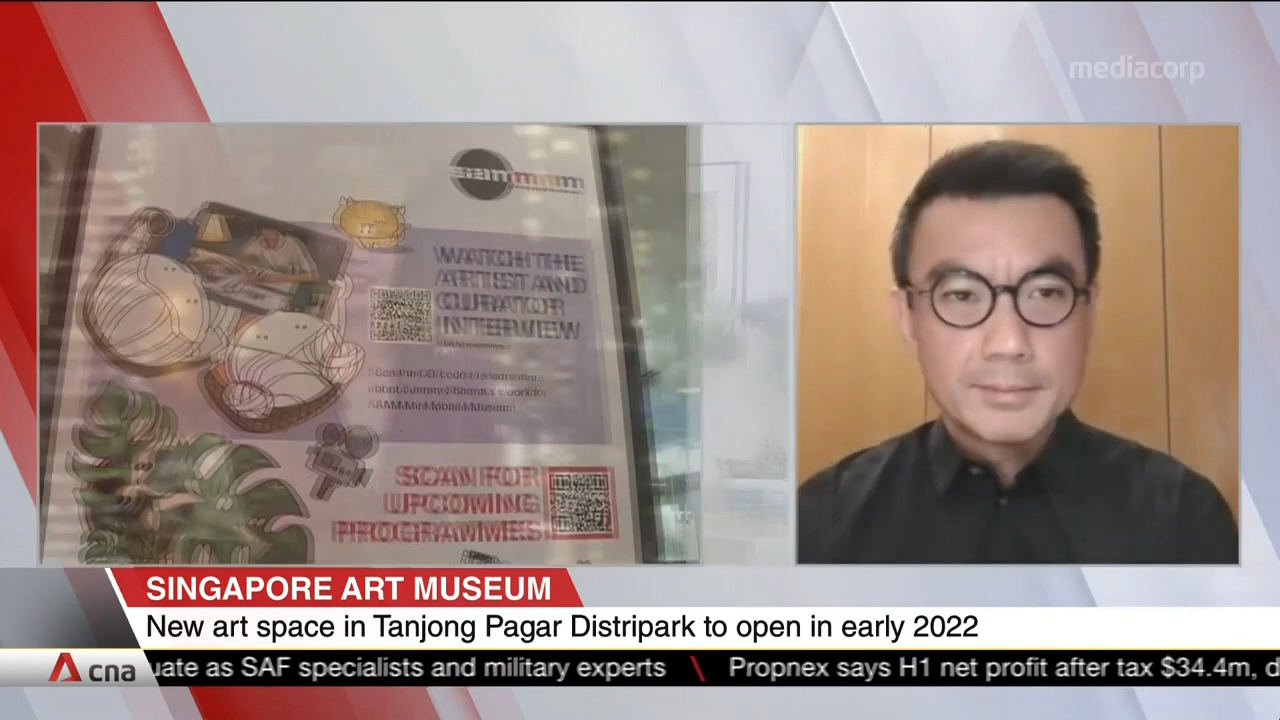 mediacorp
sam
WATCH THE
ARTIST AND
CURATOR
INTERVIEW
SCAN FOR
UPCOMING
PROGRAMMES
SINGAPORE ART MUSEUM
New art space in Tanjong Pagar Distripark to open in early 2022
cna
uate as SAF specialists and military experts \ Propnex says H1 net profit after tax $34.4m, d